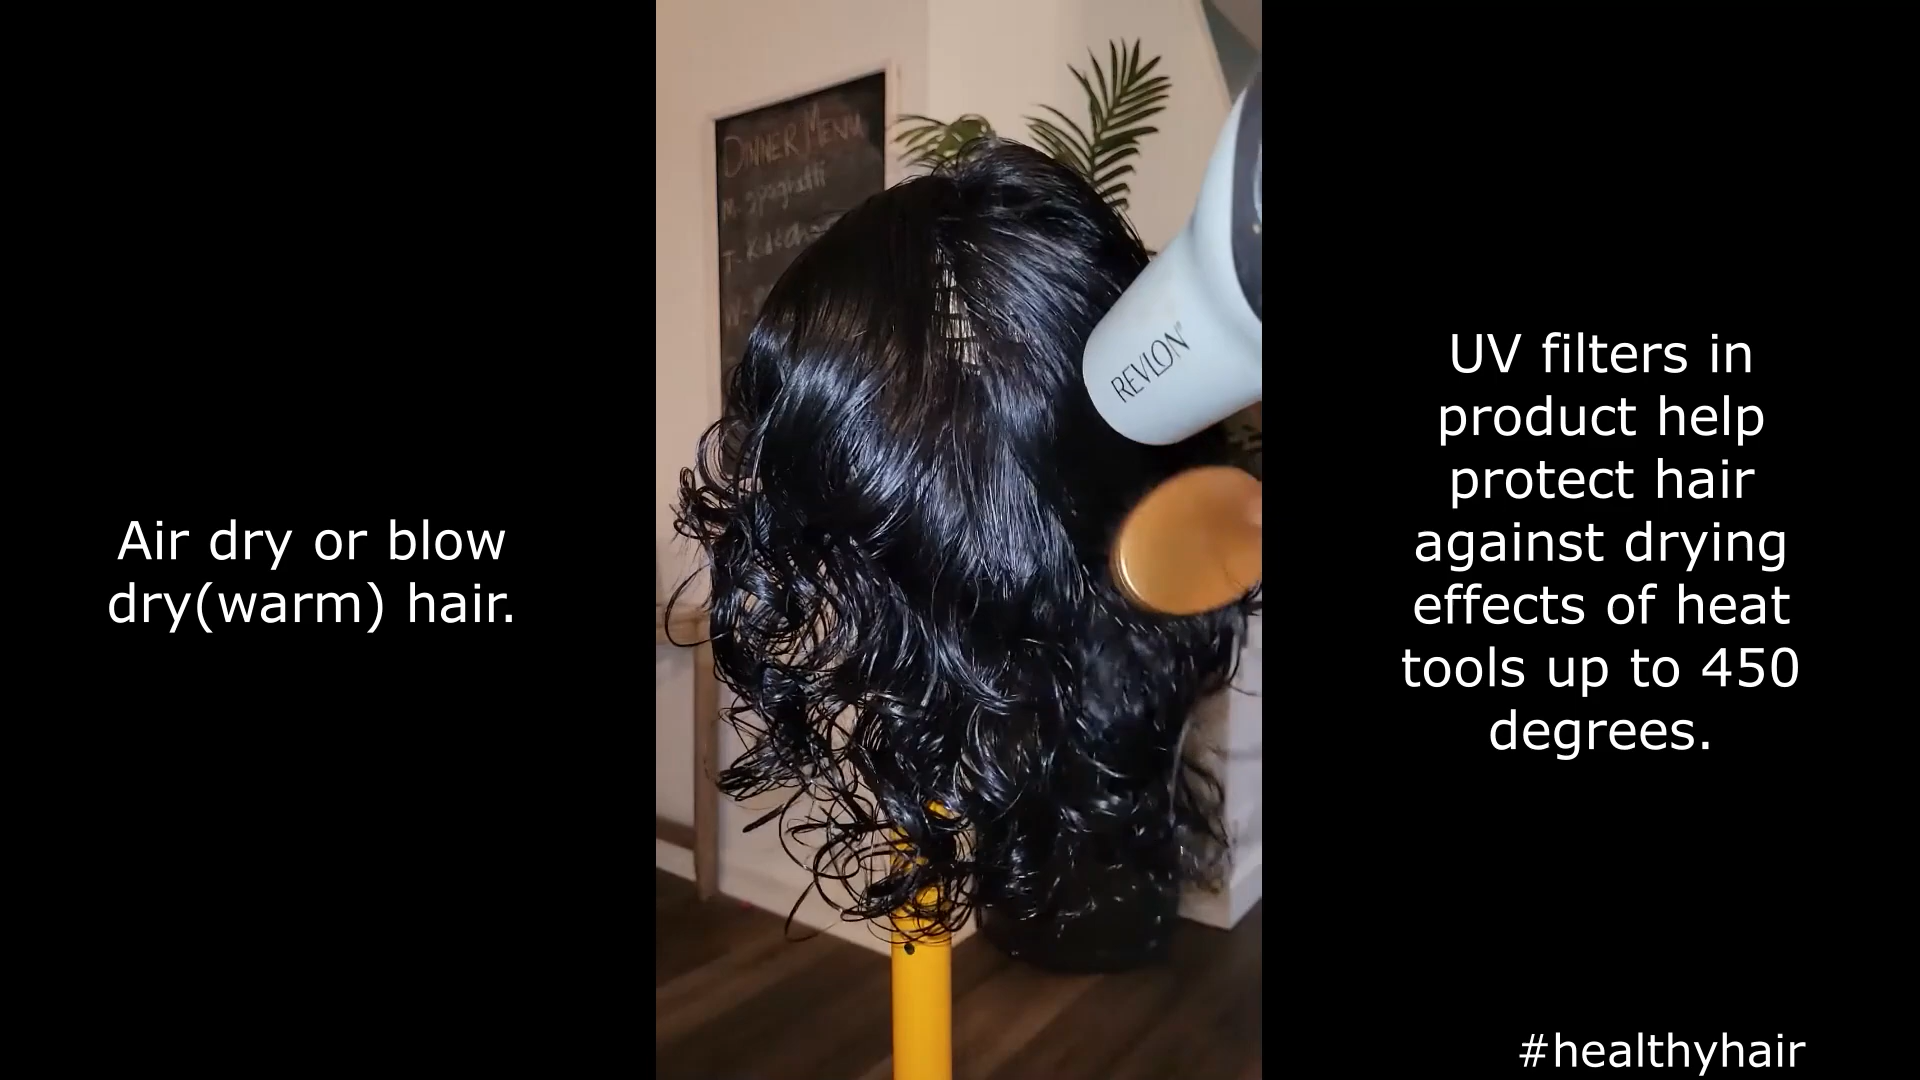 Air dry or blow
dry(warm) hair.
DINNER MENU
M. Spaghetti
REVLON
UV filters in
product help
protect hair
against drying
effects of heat
tools up to 450
degrees.
#healthyhair